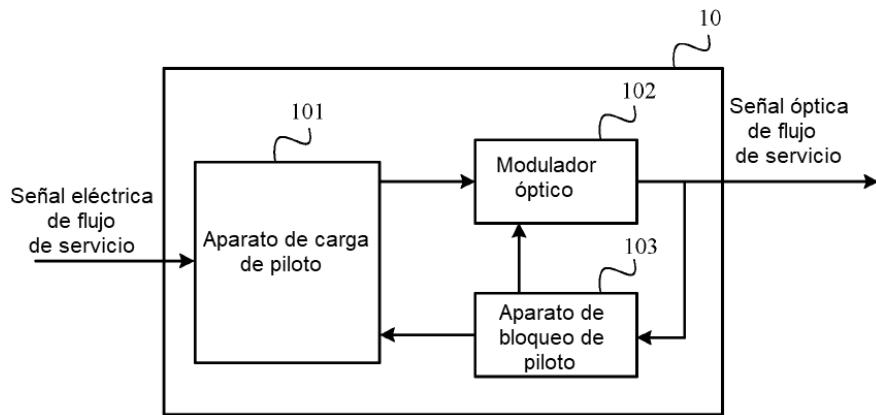 10
101
102
Señal óptica
de flujo
de servicio
Modulador
óptico
Señal eléctrica
de flujo
de servicio
Aparato de carga
de piloto
103
Aparato de
bloqueo de
piloto